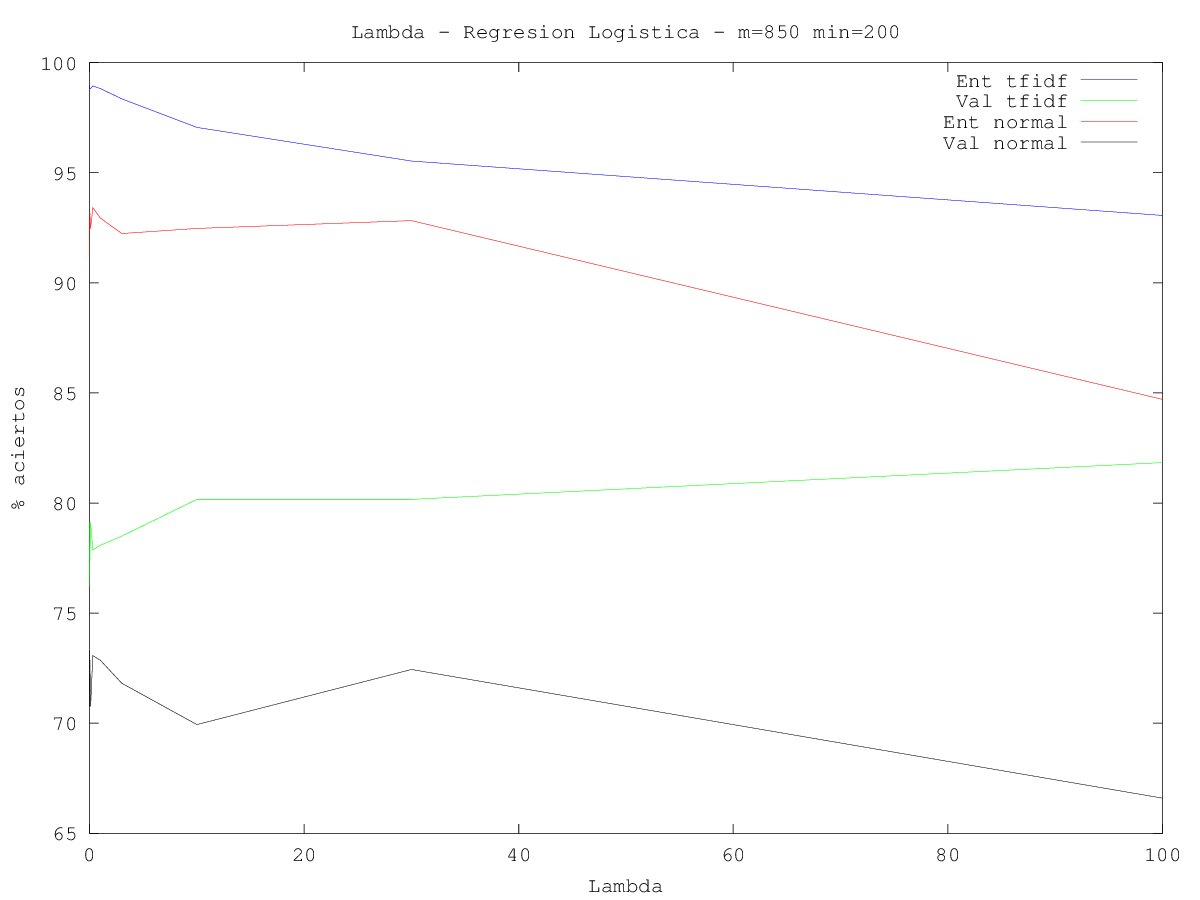 Lambda - Regresion Logistica - m=850 min=200
100
95
90
85
80
75
70
65
% aciertos
Ent tfidf
Val tfidf
Ent normal
Val normal
0 20 40 60 80 100
Lambda